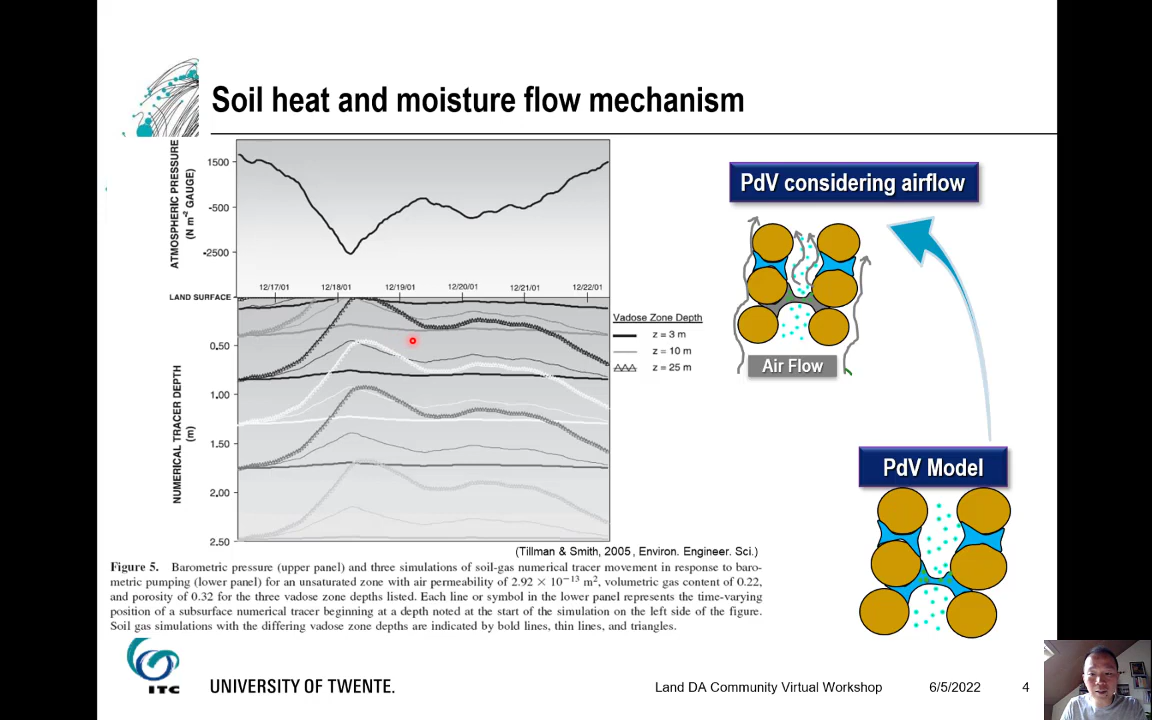 Soil heat and moisture flow mechanism
ATMOSPHERIC PRESSURE
(N m⁻² GAUGE)
1500
-500
-2500
12/17/01
12/18/01
12/19/01
12/20/01
12/21/01
12/22/01
LAND SURFACE
0.50
1.00
1.50
2.00
2.50
NUMERICAL TRACER DEPTH
(m)
Vadose Zone Depth
z = 3 m
z = 10 m
z = 25 m
(Tillman & Smith, 2005, Environ. Engineer. Sci.)
Figure 5. Barometric pressure (upper panel) and three simulations of soil-gas numerical tracer movement in response to baro-
metric pumping (lower panel) for an unsaturated zone with air permeability of 2.92 × 10⁻¹³ m², volumetric gas content of 0.22,
and porosity of 0.32 for the three vadose zone depths listed. Each line or symbol in the lower panel represents the time-varying
position of a subsurface numerical tracer beginning at a depth noted at the start of the simulation on the left side of the figure.
Soil gas simulations with the differing vadose zone depths are indicated by bold lines, thin lines, and triangles.
PdV considering airflow
Air Flow
PdV Model
ITC
UNIVERSITY OF TWENTE.
Land DA Community Virtual Workshop
6/5/2022
4